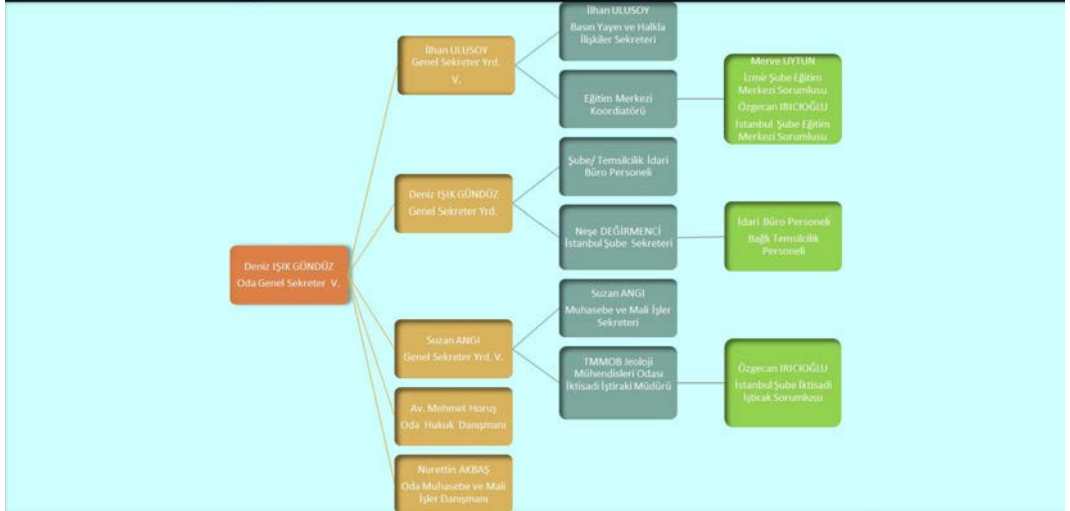 İlhan ULUSOY
Basın Yayın ve Halkla
İlişkiler Sekreteri
İlhan ULUSOY
Genel Sekreter Yrd.
V.
Eğitim Merkezi
Koordiatörü
Merve UYTUN
İzmir Şube Eğitim
Merkezi Sorumlusu
Özgecan IRICIOĞLU
İstanbul Şube Eğitim
Merkezi Sorumlusu
Şube/ Temsilcilik İdari
Büro Personeli
Deniz IŞIK GÜNDÜZ
Genel Sekreter Yrd.
Neşe DEĞİRMENCİ
İstanbul Şube Sekreteri
İdari Büro Personeli
Bağlı Temsilcilik
Personeli
Deniz IŞIK GÜNDÜZ
Oda Genel Sekreter V.
Suzan ANGI
Muhasebe ve Mali İşler
Sekreteri
Suzan ANGI
Genel Sekreter Yrd. V.
TMMOB Jeoloji
Mühendisleri Odası
İktisadi İştiraki Müdürü
Özgecan IRICIOĞLU
İstanbul Şube İktisadi
İştirak Sorumlusu
Av. Mehmet Horuş
Oda Hukuk Danışmanı
Nurettin AKBAŞ
Oda Muhasebe ve Mali
İşler Danışmanı